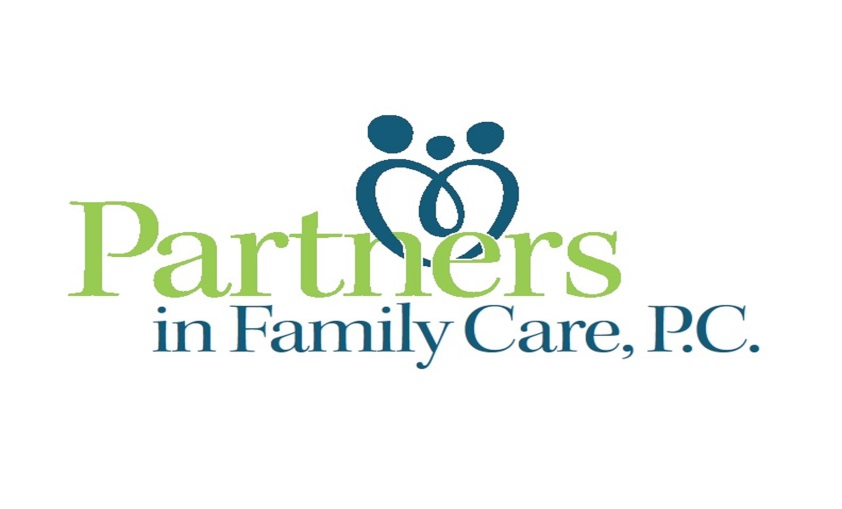 Partners
in Family Care, P.C.